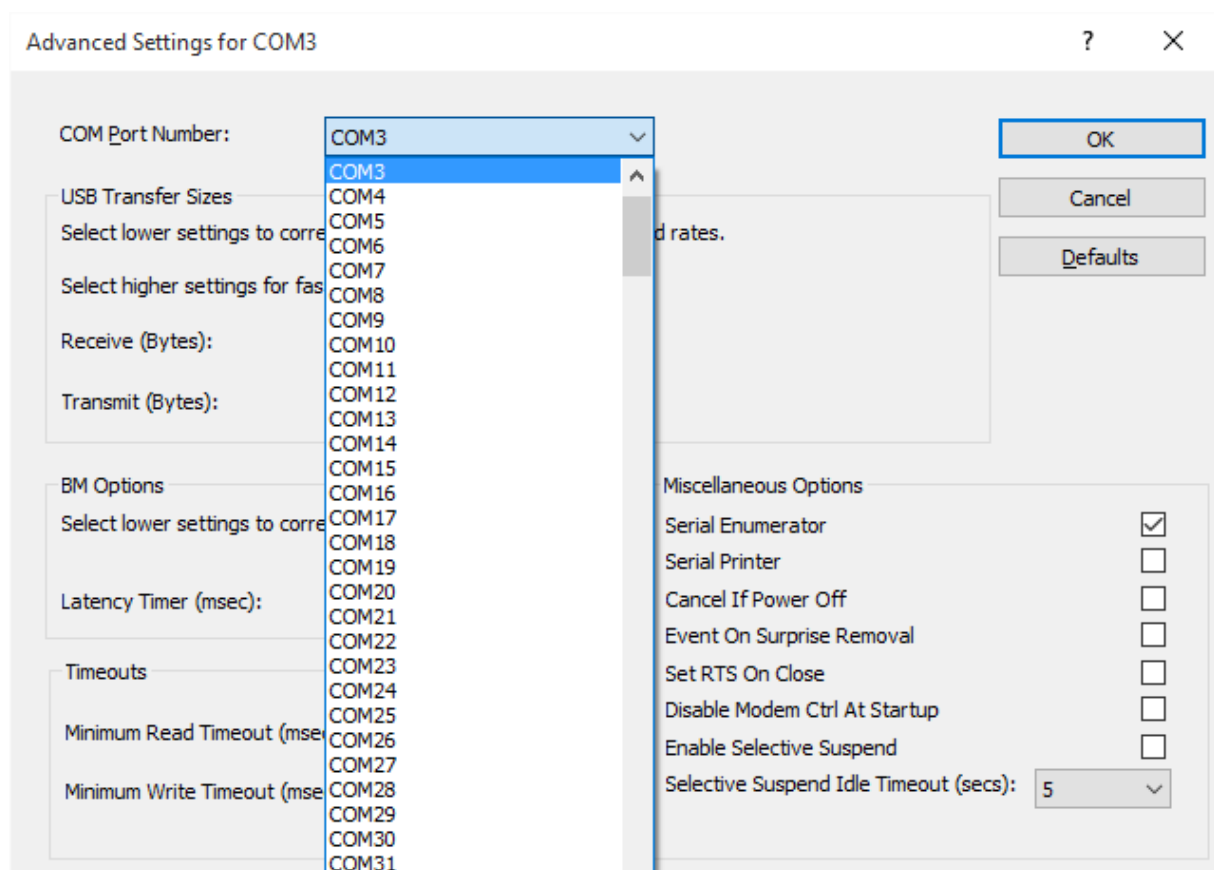 Advanced Settings for COM3
?
COM Port Number:
COM3
OK
COM3
COM4
COM5
COM6
COM7
COM8
COM9
COM10
COM11
COM12
COM13
COM14
COM15
COM16
COM17
COM18
COM19
COM20
COM21
COM22
COM23
COM24
COM25
COM26
COM27
COM28
COM29
COM30
COM31
Cancel
Defaults
USB Transfer Sizes
Select lower settings to corre d rates.
Select higher settings for fas
Receive (Bytes):
Transmit (Bytes):
BM Options
Select lower settings to corre
Latency Timer (msec):
Timeouts
Minimum Read Timeout (mse
Minimum Write Timeout (mse
Miscellaneous Options
Serial Enumerator
Serial Printer
Cancel If Power Off
Event On Surprise Removal
Set RTS On Close
Disable Modem Ctrl At Startup
Enable Selective Suspend
Selective Suspend Idle Timeout (secs): 5